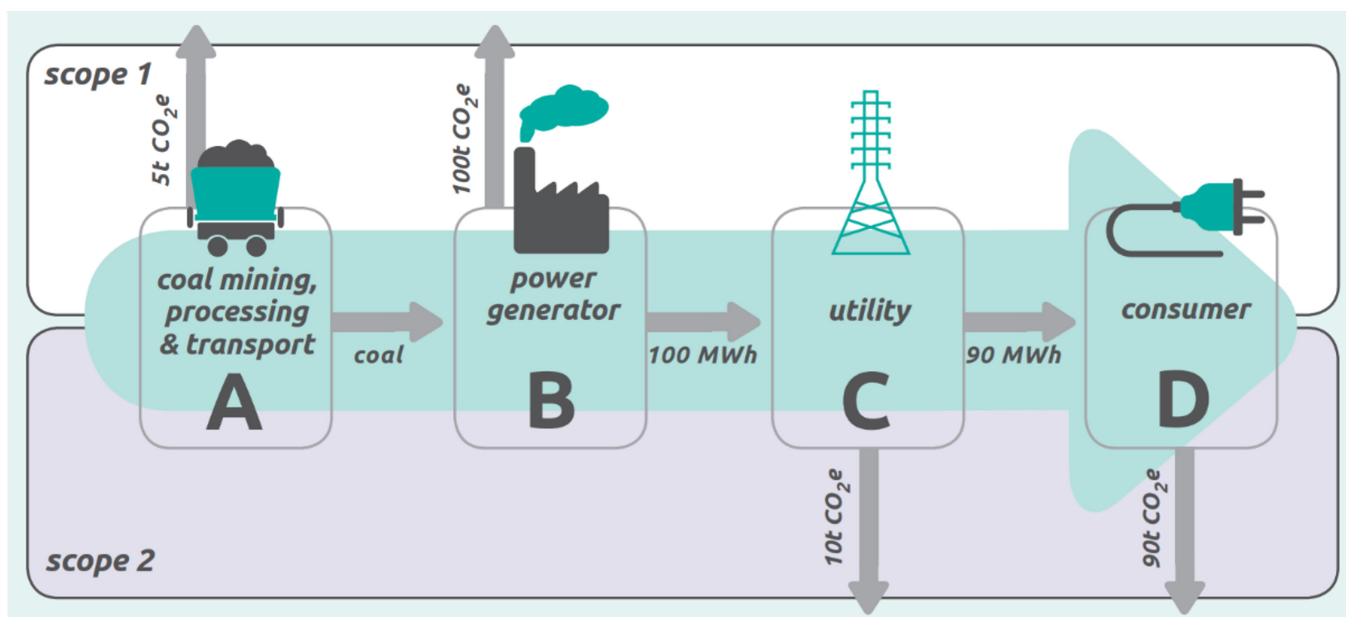 scope 1
5t CO₂e
100t CO₂e
coal mining,
processing
& transport
A
coal
power
generator
B
100 MWh
utility
C
90 MWh
consumer
D
scope 2
10t CO₂e
90t CO₂e